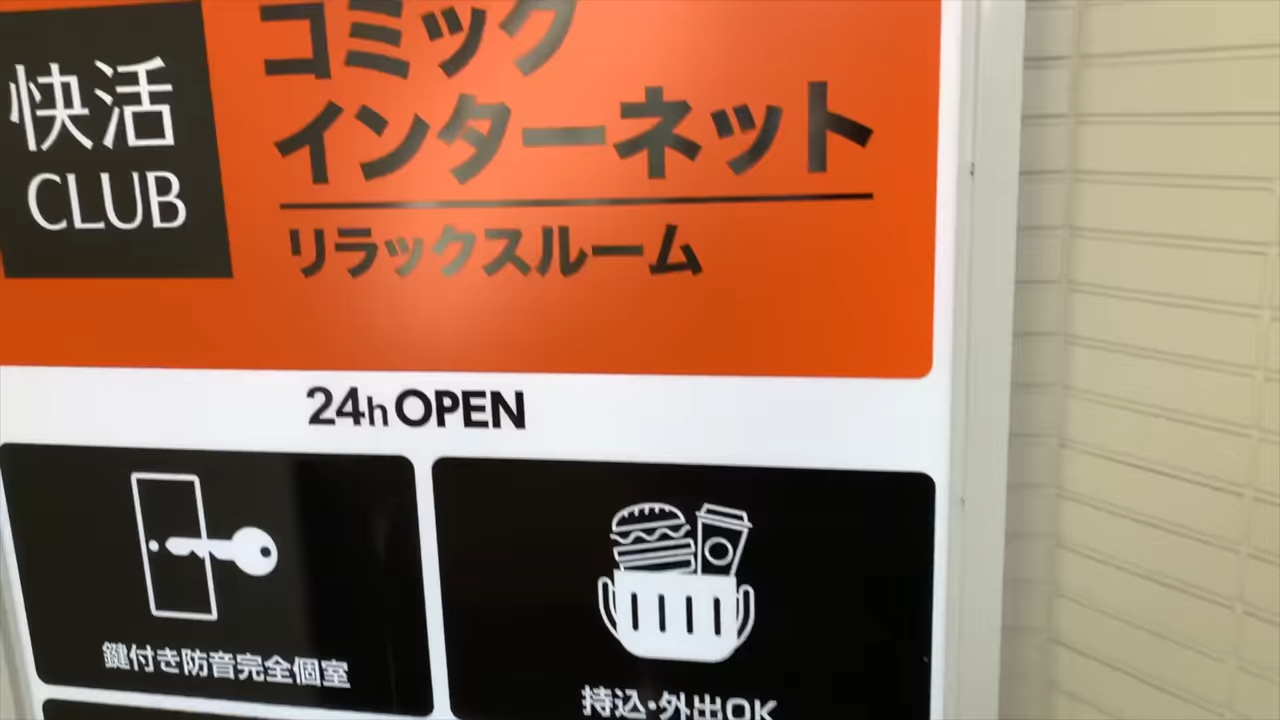 快活
CLUB
コミック
インターネット
リラックスルーム
24h OPEN
鍵付き防音完全個室
持込・外出OK